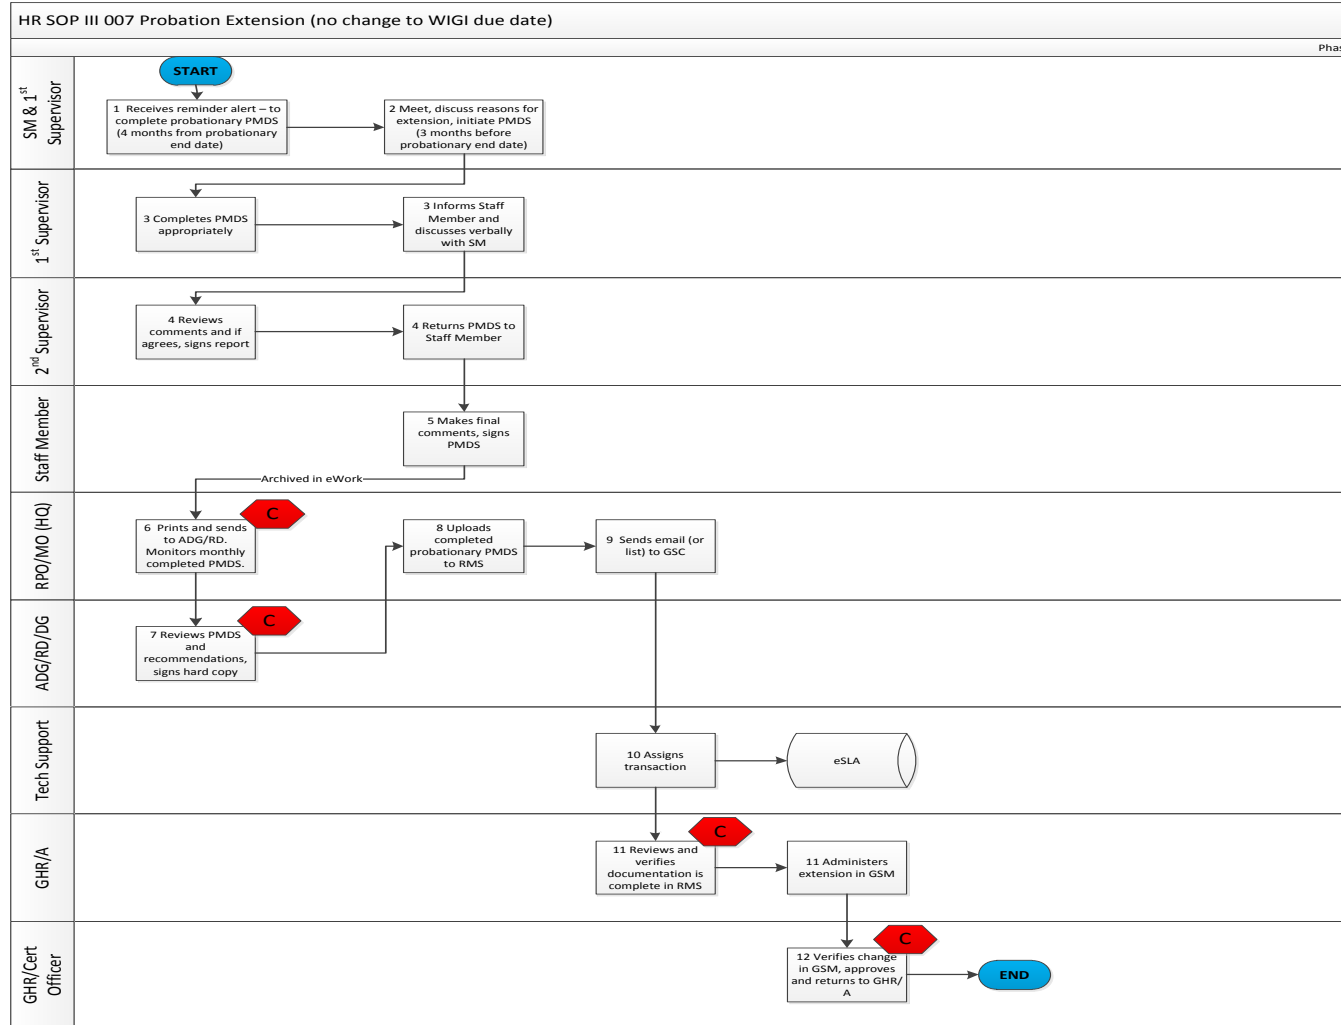 HR SOP III 007 Probation Extension (no change to WIGI due date)
Phas
SM & 1st
Supervisor
START
1 Receives reminder alert – to
complete probationary PMDS
(4 months from probationary
end date)
2 Meet, discuss reasons for
extension, initiate PMDS
(3 months before
probationary end date)
1st Supervisor
3 Completes PMDS
appropriately
3 Informs Staff
Member and
discusses verbally
with SM
2nd Supervisor
4 Reviews
comments and if
agrees, signs report
4 Returns PMDS to
Staff Member
Staff Member
5 Makes final
comments, signs
PMDS
Archived in eWork
RPO/MO (HQ)
C
6 Prints and sends
to ADG/RD.
Monitors monthly
completed PMDS.
8 Uploads
completed
probationary PMDS
to RMS
9 Sends email (or
list) to GSC
ADG/RD/DG
C
7 Reviews PMDS
and
recommendations,
signs hard copy
Tech Support
10 Assigns
transaction
eSLA
GHR/A
C
11 Reviews and
verifies
documentation is
complete in RMS
11 Administers
extension in GSM
GHR/Cert
Officer
C
12 Verifies change
in GSM, approves
and returns to GHR/
A
END